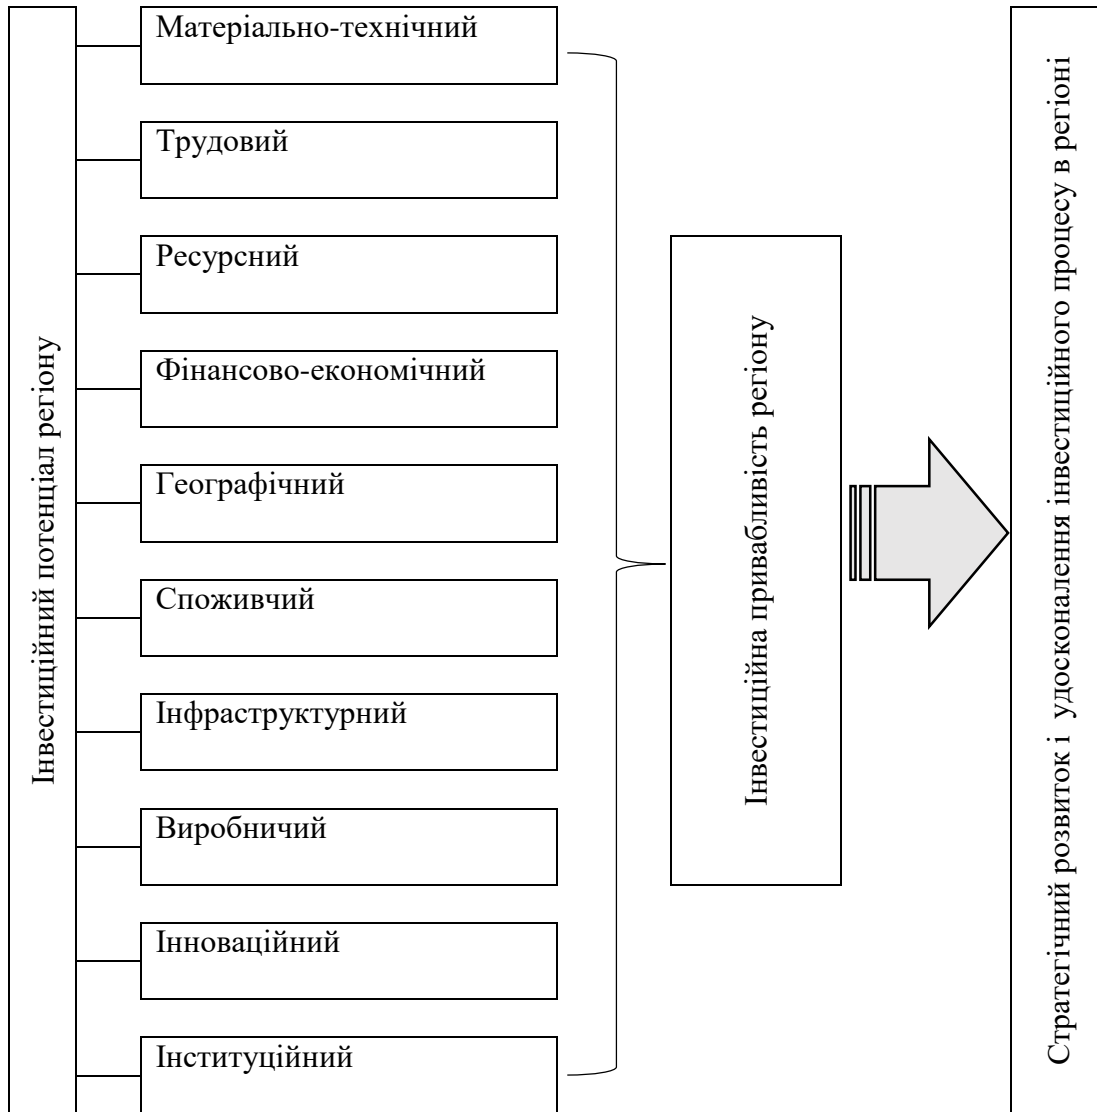 Інвестиційний потенціал регіону
Матеріально-технічний
Трудовий
Ресурсний
Фінансово-економічний
Географічний
Споживчий
Інфраструктурний
Виробничий
Інноваційний
Інституційний
Інвестиційна привабливість регіону
Стратегічний розвиток і удосконалення інвестиційного процесу в регіоні